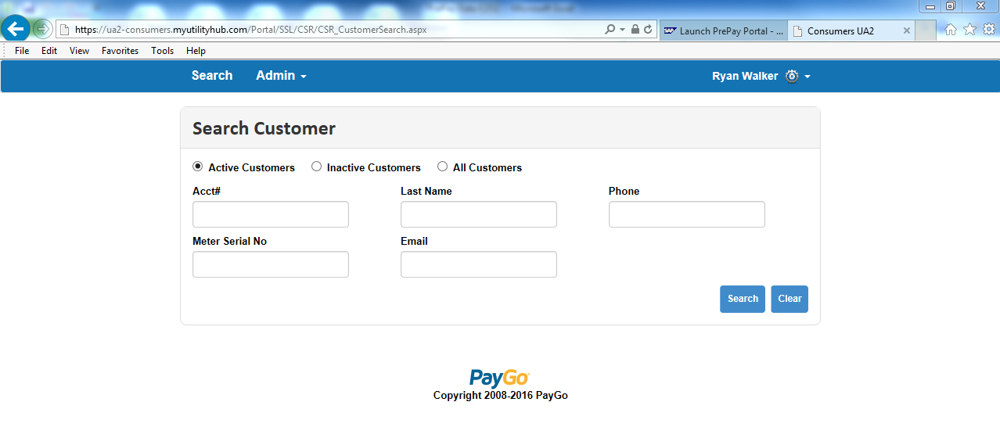 https://ua2-consumers.myutilityhub.com/Portal/SSL/CSR/CSR_CustomerSearch.aspx
SAP Launch PrePay Portal - ...
Consumers UA2
File Edit View Favorites Tools Help
Search Admin Ryan Walker
Search Customer
Active Customers Inactive Customers All Customers
Acct# Last Name Phone
Meter Serial No Email
Search Clear
PayGo
Copyright 2008-2016 PayGo